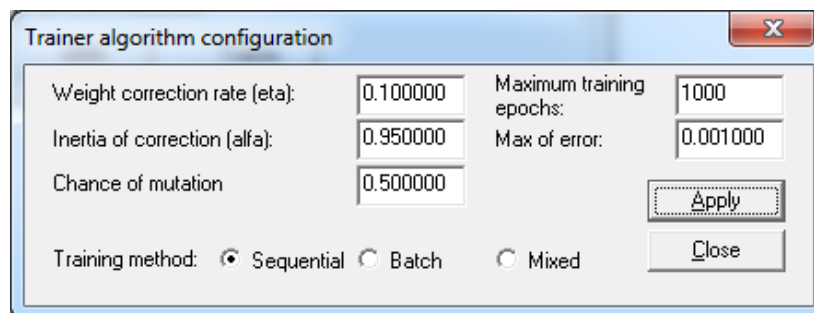 Trainer algorithm configuration
Weight correction rate (eta): 0.100000
Maximum training
epochs: 1000
Inertia of correction (alfa): 0.950000
Max of error: 0.001000
Chance of mutation 0.500000
Apply
Training method: Sequential Batch Mixed
Close